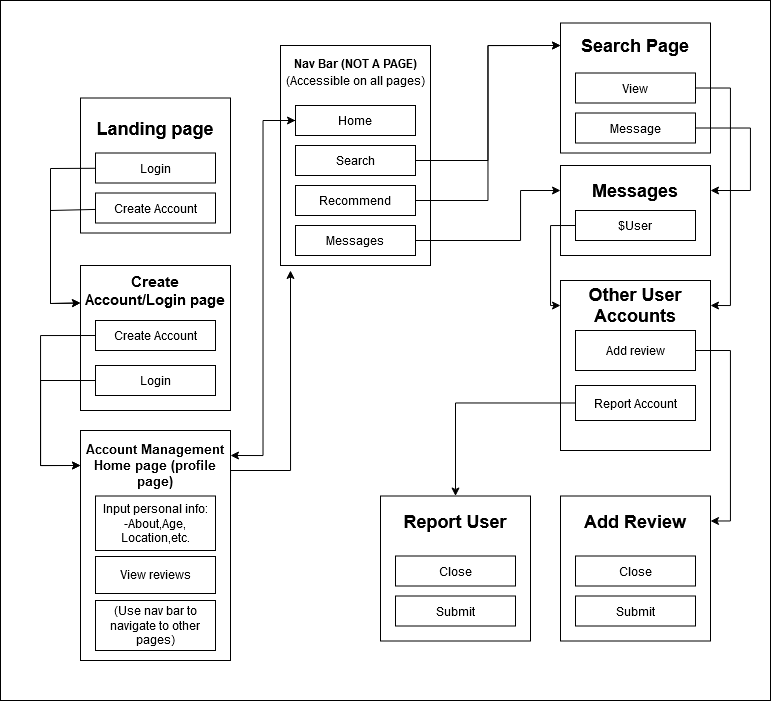 Landing page
Login
Create Account
Create
Account/Login page
Create Account
Login
Account Management
Home page (profile
page)
Input personal info:
-About,Age,
Location,etc.
View reviews
(Use nav bar to
navigate to other
pages)
Nav Bar (NOT A PAGE)
(Accessible on all pages)
Home
Search
Recommend
Messages
Search Page
View
Message
Messages
$User
Other User
Accounts
Add review
Report Account
Report User
Close
Submit
Add Review
Close
Submit